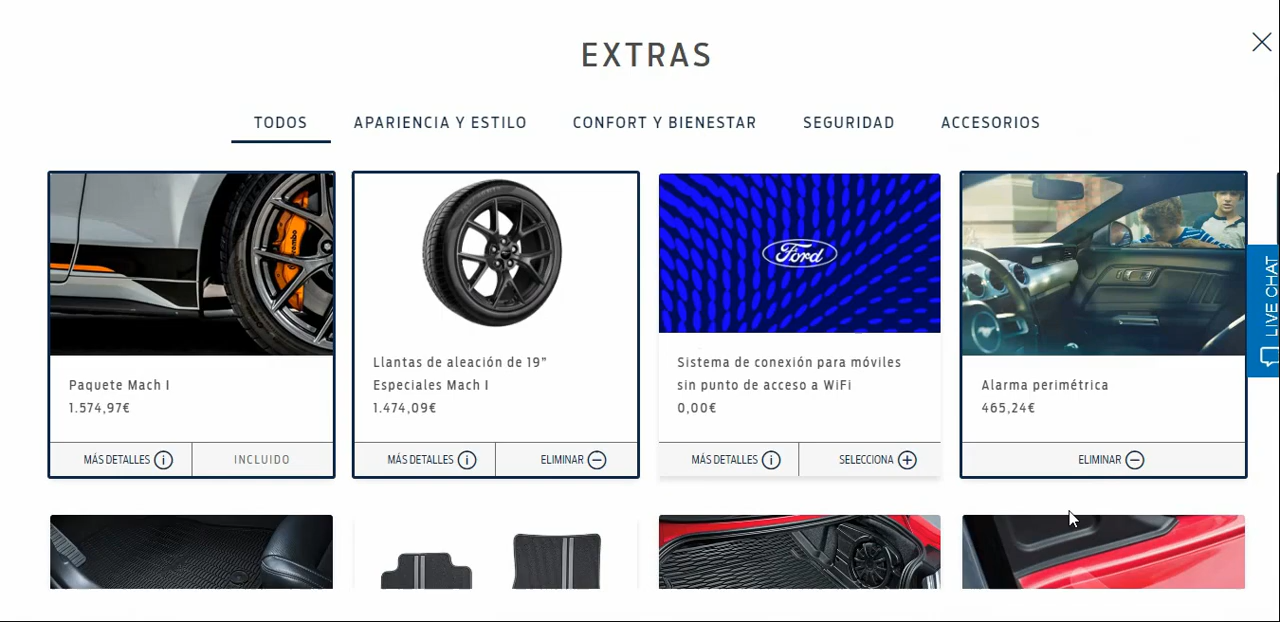 EXTRAS
TODOS
APARIENCIA Y ESTILO
CONFORT Y BIENESTAR
SEGURIDAD
ACCESORIOS
brembo
Paquete Mach I
1.574,97€
MÁS DETALLES
INCLUIDO
Llantas de aleación de 19"
Especiales Mach I
1.474,09€
MÁS DETALLES
ELIMINAR
Ford
Sistema de conexión para móviles
sin punto de acceso a WiFi
0,00€
MÁS DETALLES
SELECCIONA
Alarma perimétrica
465,24€
ELIMINAR
LIVE CHAT